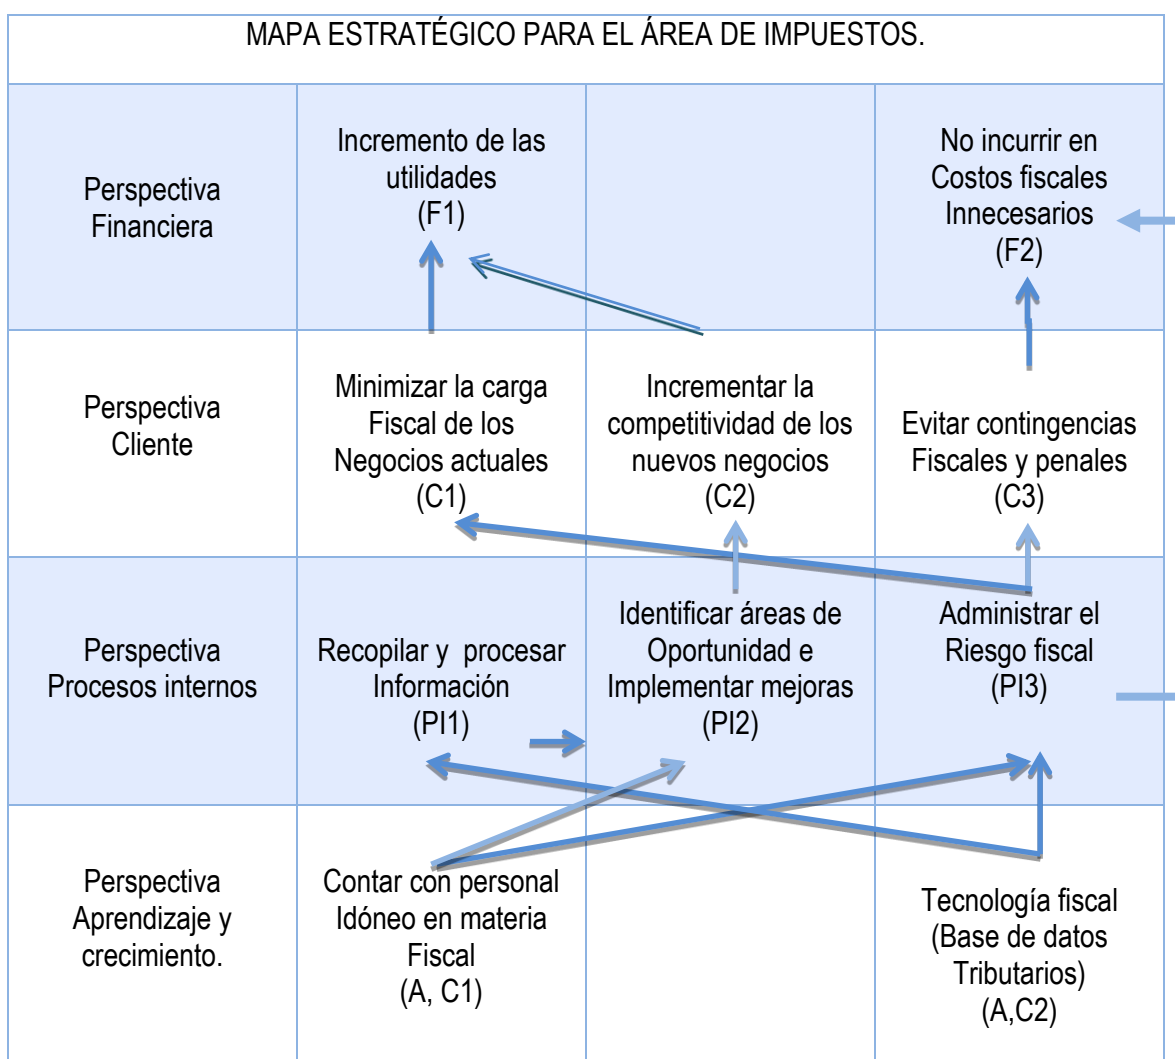 MAPA ESTRATÉGICO PARA EL ÁREA DE IMPUESTOS.
Perspectiva
Financiera
Incremento de las
utilidades
(F1)
No incurrir en
Costos fiscales
Innecesarios
(F2)
Perspectiva
Cliente
Minimizar la carga
Fiscal de los
Negocios actuales
(C1)
Incrementar la
competitividad de los
nuevos negocios
(C2)
Evitar contingencias
Fiscales y penales
(C3)
Perspectiva
Procesos internos
Recopilar y procesar
Información
(PI1)
Identificar áreas de
Oportunidad e
Implementar mejoras
(PI2)
Administrar el
Riesgo fiscal
(PI3)
Perspectiva
Aprendizaje y
crecimiento.
Contar con personal
Idóneo en materia
Fiscal
(A, C1)
Tecnología fiscal
(Base de datos
Tributarios)
(A,C2)